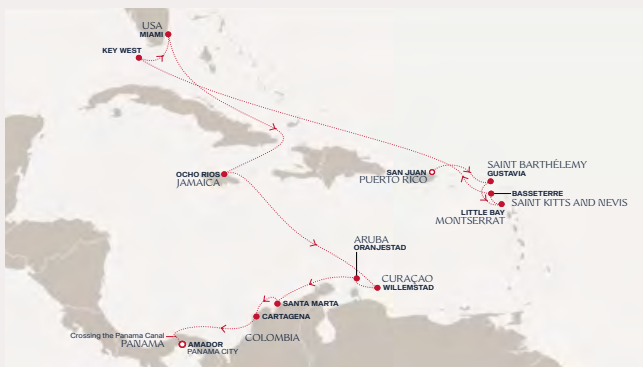 USA
MIAMI
KEY WEST
OCHO RIOS
JAMAICA
SAN JUAN
PUERTO RICO
SAINT BARTHÉLEMY
GUSTAVIA
BASSETERRE
SAINT KITTS AND NEVIS
LITTLE BAY
MONTSERRAT
ARUBA
ORANJESTAD
CURAÇAO
WILLEMSTAD
SANTA MARTA
CARTAGENA
COLOMBIA
Crossing the Panama Canal
PANAMA
AMADOR
PANAMA CITY